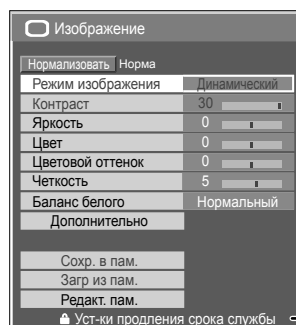 Изображение
Нормализовать Норма
Режим изображения Динамический
Контраст 30
Яркость 0
Цвет 0
Цветовой оттенок 0
Четкость 5
Баланс белого Нормальный
Дополнительно
Сохр. в пам.
Загр из пам.
Редакт. пам.
Уст-ки продления срока службы